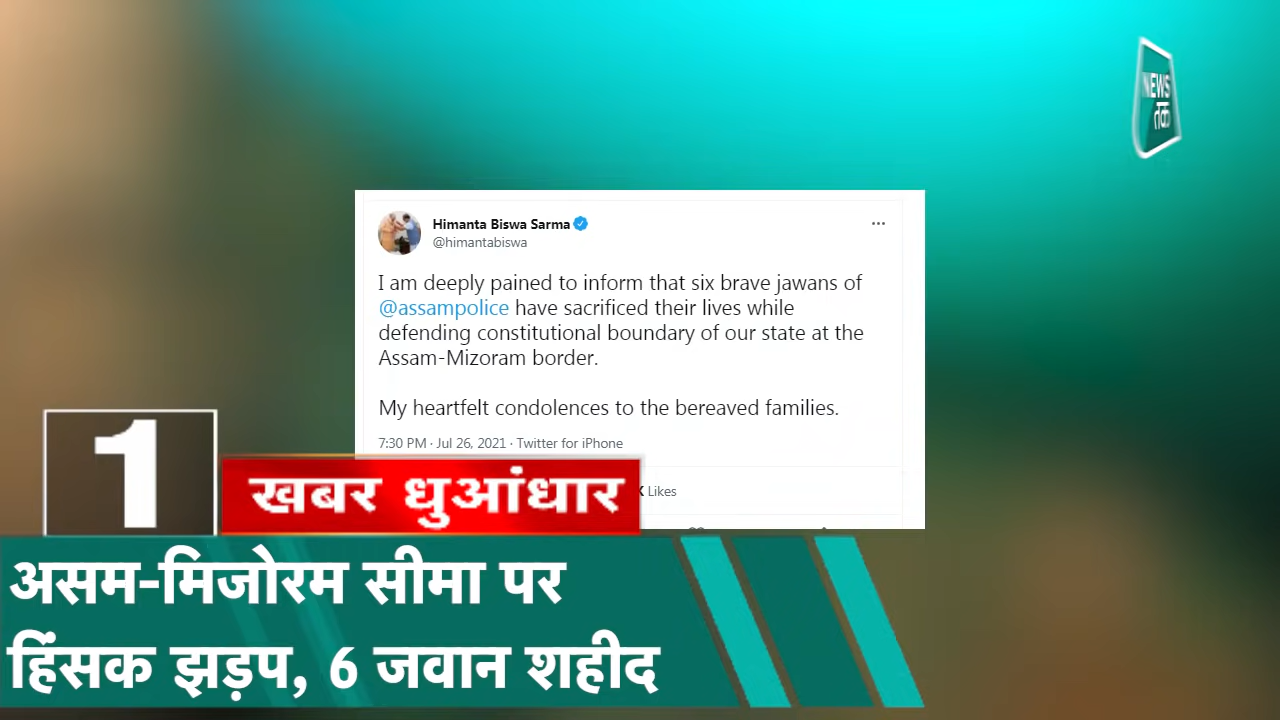 NEWS
तक
Himanta Biswa Sarma
@himantabiswa
I am deeply pained to inform that six brave jawans of
@assampolice have sacrificed their lives while
defending constitutional boundary of our state at the
Assam-Mizoram border.
My heartfelt condolences to the bereaved families.
7:30 PM · Jul 26, 2021 · Twitter for iPhone
Likes
1
खबर धुआंधार
असम-मिजोरम सीमा पर
हिंसक झड़प, 6 जवान शहीद